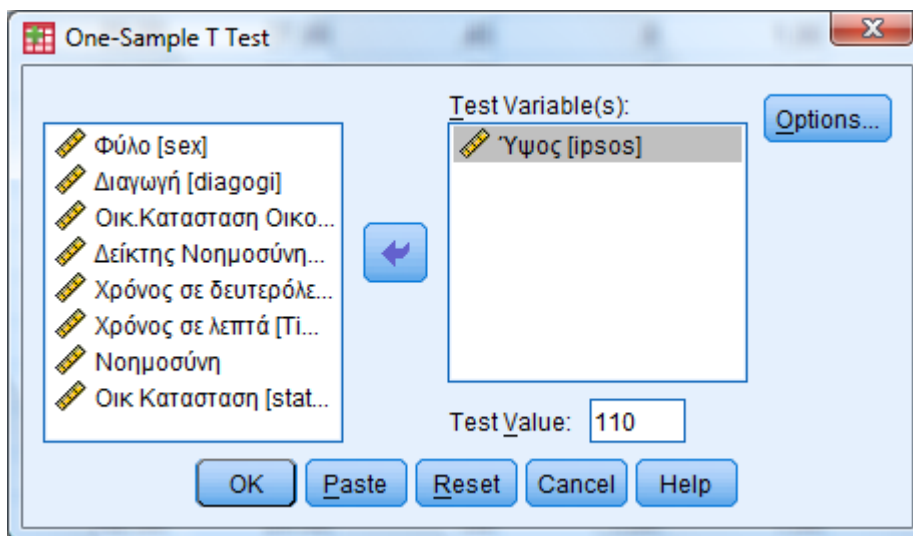 One-Sample T Test
Φύλο [sex]
Διαγωγή [diagogi]
Οικ.Κατασταση Οικο...
Δείκτης Νοημοσύνη...
Χρόνος σε δευτερόλε...
Χρόνος σε λεπτά [Ti...
Νοημοσύνη
Οικ Κατασταση [stat...
Test Variable(s):
Ύψος [ipsos]
Options...
Test Value: 110
OK Paste Reset Cancel Help